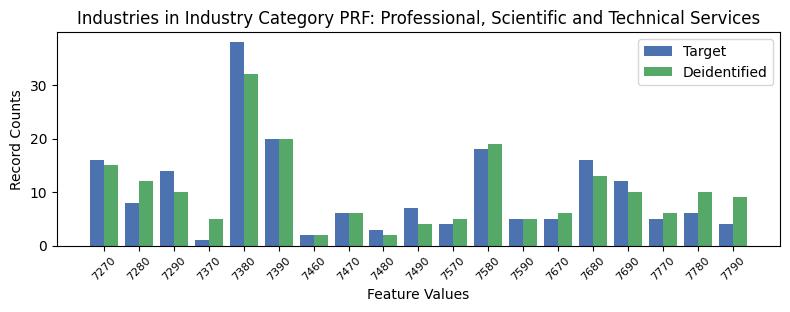 Industries in Industry Category PRF: Professional, Scientific and Technical Services
Target
Deidentified
Record Counts
30
20
10
0
7270 7280 7290 7370 7380 7390 7460 7470 7480 7490 7570 7580 7590 7670 7680 7690 7770 7780 7790
Feature Values